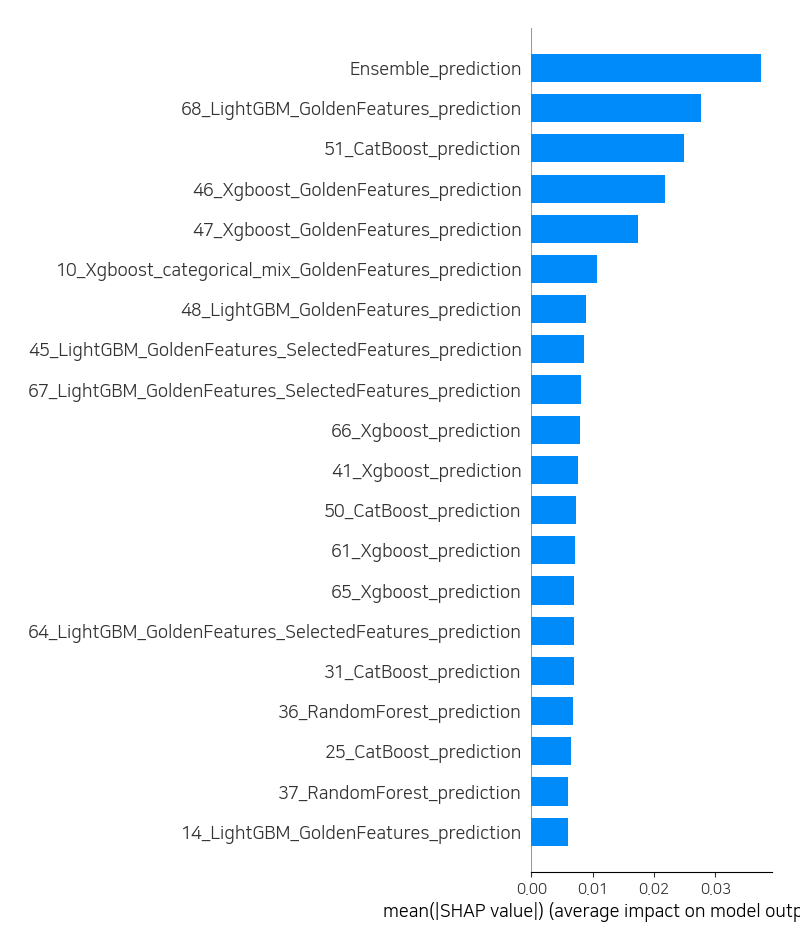 Ensemble_prediction
68_LightGBM_GoldenFeatures_prediction
51_CatBoost_prediction
46_Xgboost_GoldenFeatures_prediction
47_Xgboost_GoldenFeatures_prediction
10_Xgboost_categorical_mix_GoldenFeatures_prediction
48_LightGBM_GoldenFeatures_prediction
45_LightGBM_GoldenFeatures_SelectedFeatures_prediction
67_LightGBM_GoldenFeatures_SelectedFeatures_prediction
66_Xgboost_prediction
41_Xgboost_prediction
50_CatBoost_prediction
61_Xgboost_prediction
65_Xgboost_prediction
64_LightGBM_GoldenFeatures_SelectedFeatures_prediction
31_CatBoost_prediction
36_RandomForest_prediction
25_CatBoost_prediction
37_RandomForest_prediction
14_LightGBM_GoldenFeatures_prediction
0.00 0.01 0.02 0.03
mean(|SHAP value|) (average impact on model outp